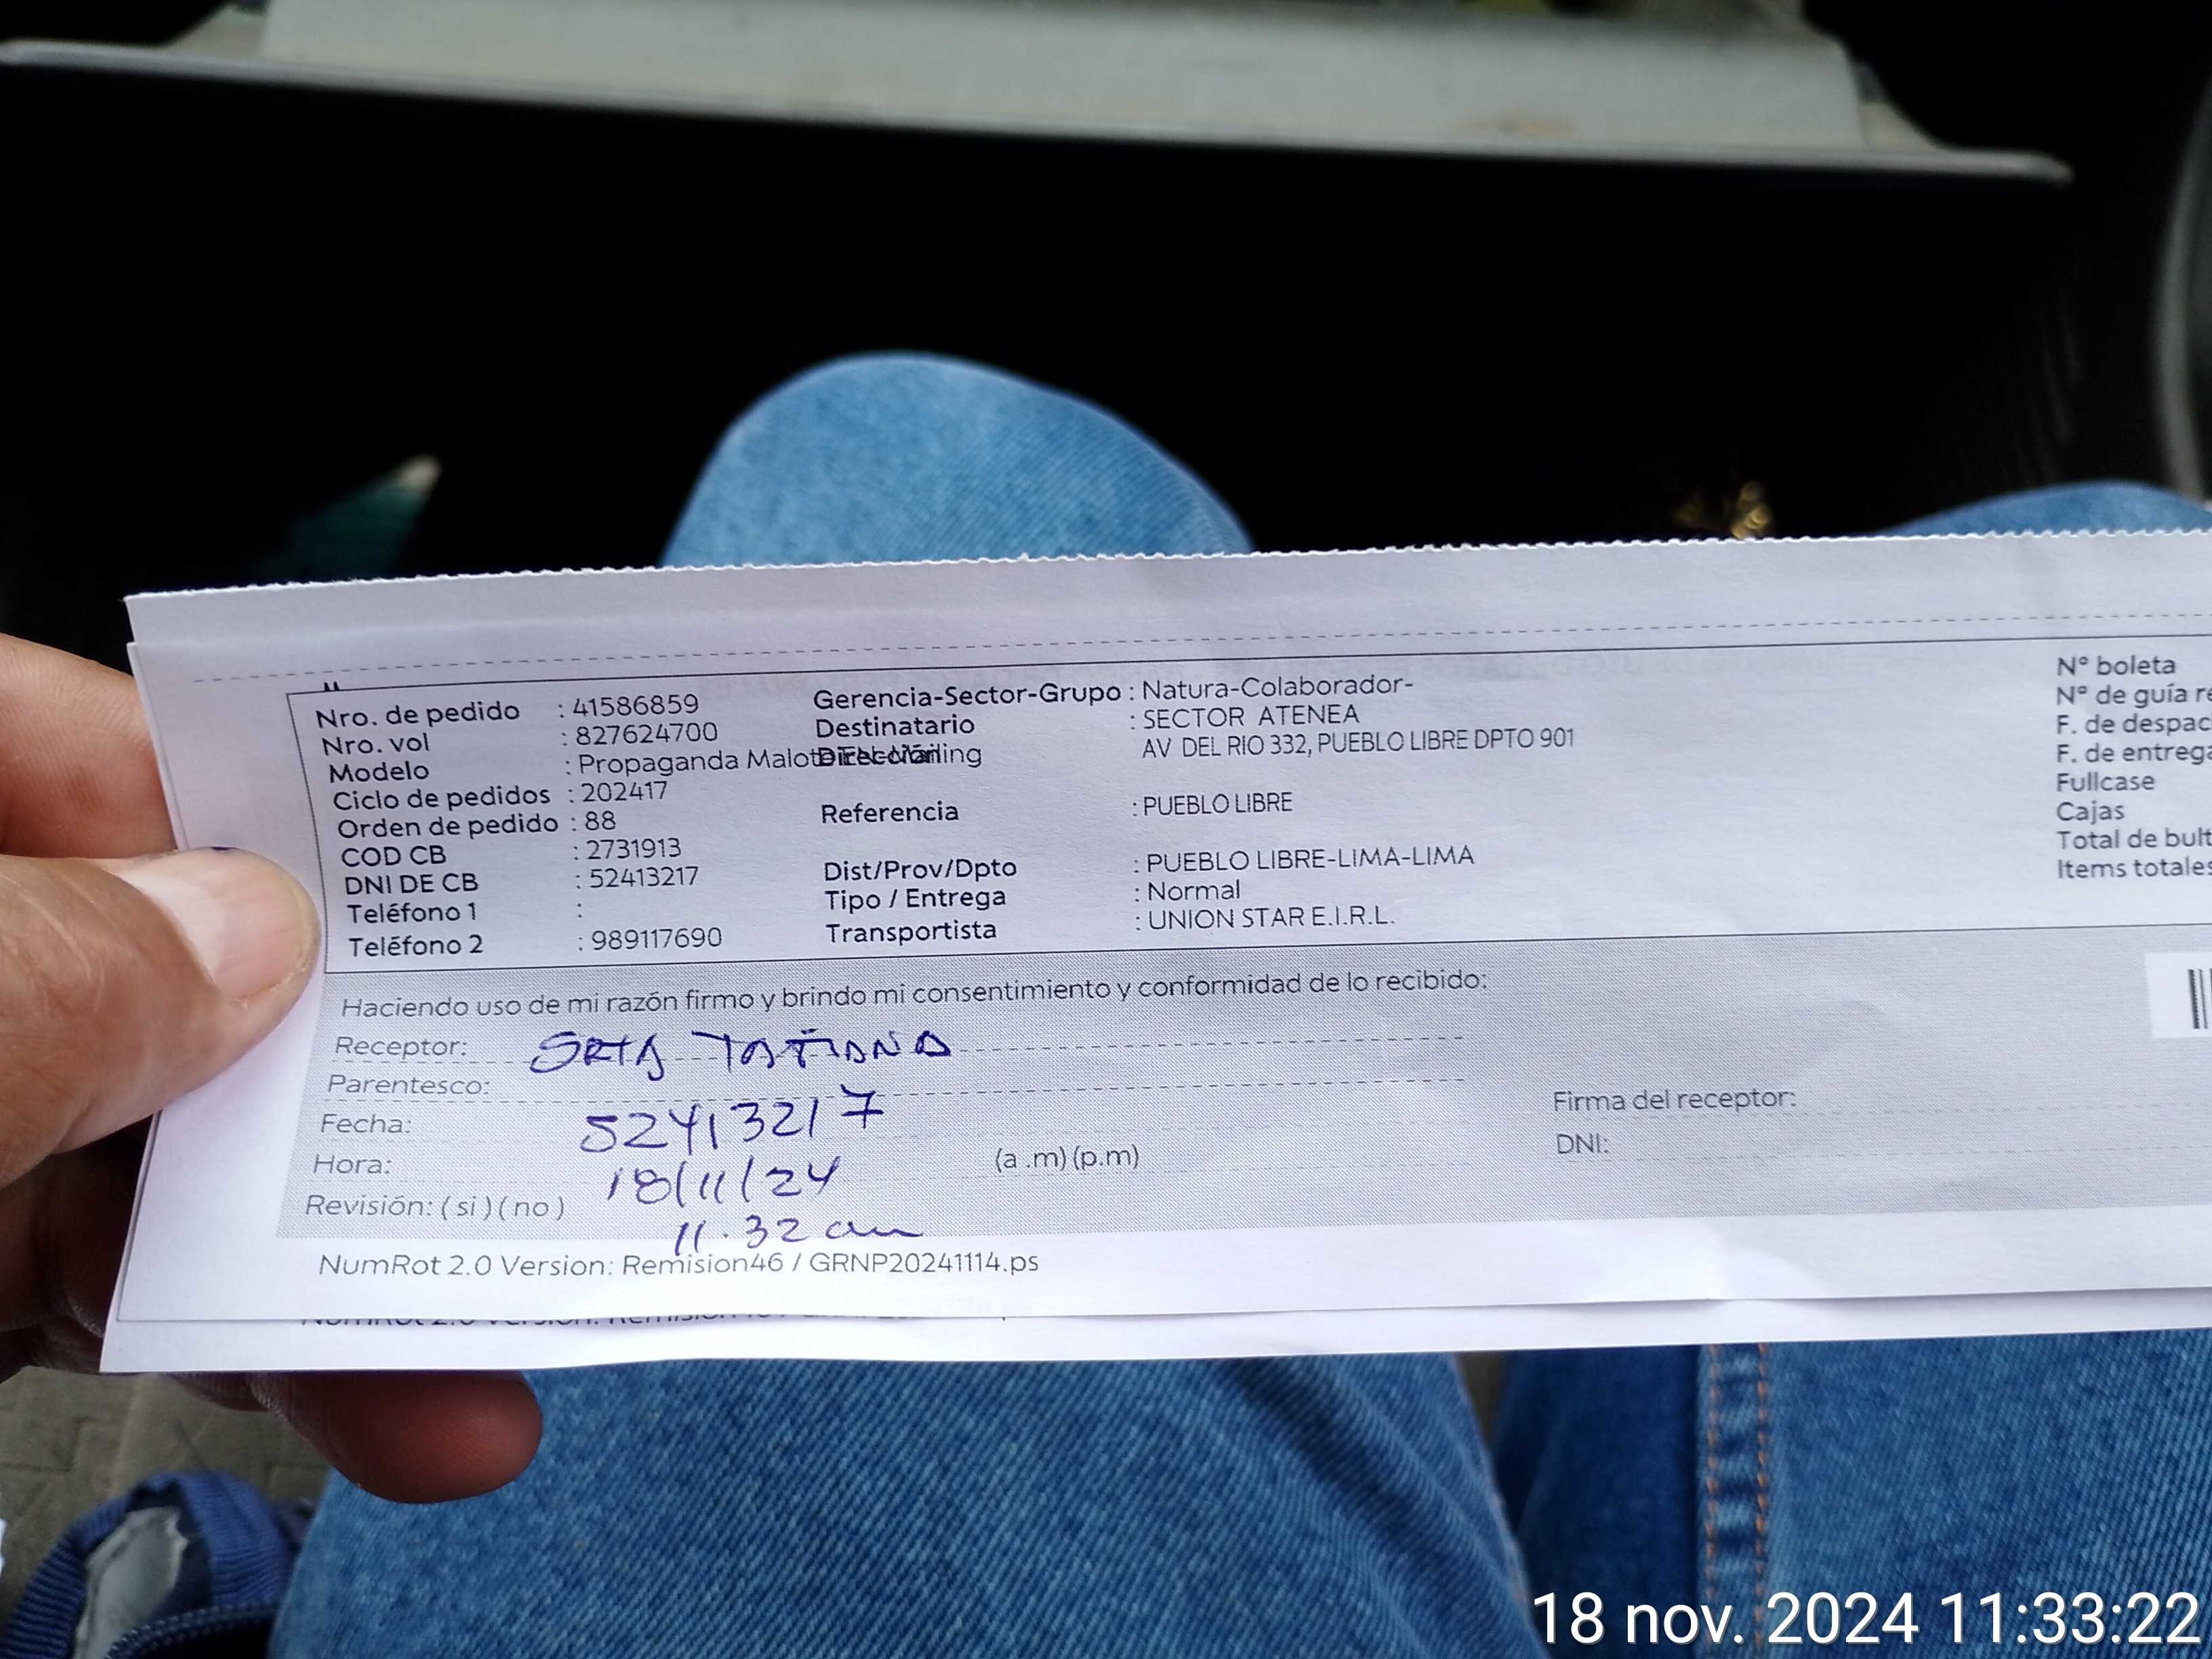 Nro. de pedido : 41586859
Nro. vol : 827624700
Modelo : Propaganda Malote
Ciclo de pedidos : 202417
Orden de pedido : 88
COD CB : 2731913
DNI DE CB : 52413217
Teléfono 1 :
Teléfono 2 : 989117690
Gerencia-Sector-Grupo : Natura-Colaborador-
Destinatario : SECTOR ATENEA
Dirección AV DEL RIO 332, PUEBLO LIBRE DPTO 901
Referencia : PUEBLO LIBRE
Dist/Prov/Dpto : PUEBLO LIBRE-LIMA-LIMA
Tipo / Entrega : Normal
Transportista : UNION STAR E.I.R.L.
Nº boleta
Nº de guía re
F. de despac
F. de entrega
Fullcase
Cajas
Total de bult
Items totales
Haciendo uso de mi razón firmo y brindo mi consentimiento y conformidad de lo recibido:
Receptor: SRTA TATIANA
Parentesco:
Fecha: 52413217
Hora: 18/11/24 (a .m) (p.m)
Revisión: ( si ) ( no ) 11.32 am
Firma del receptor:
DNI:
NumRot 2.0 Version: Remision46 / GRNP20241114.ps
18 nov. 2024 11:33:22